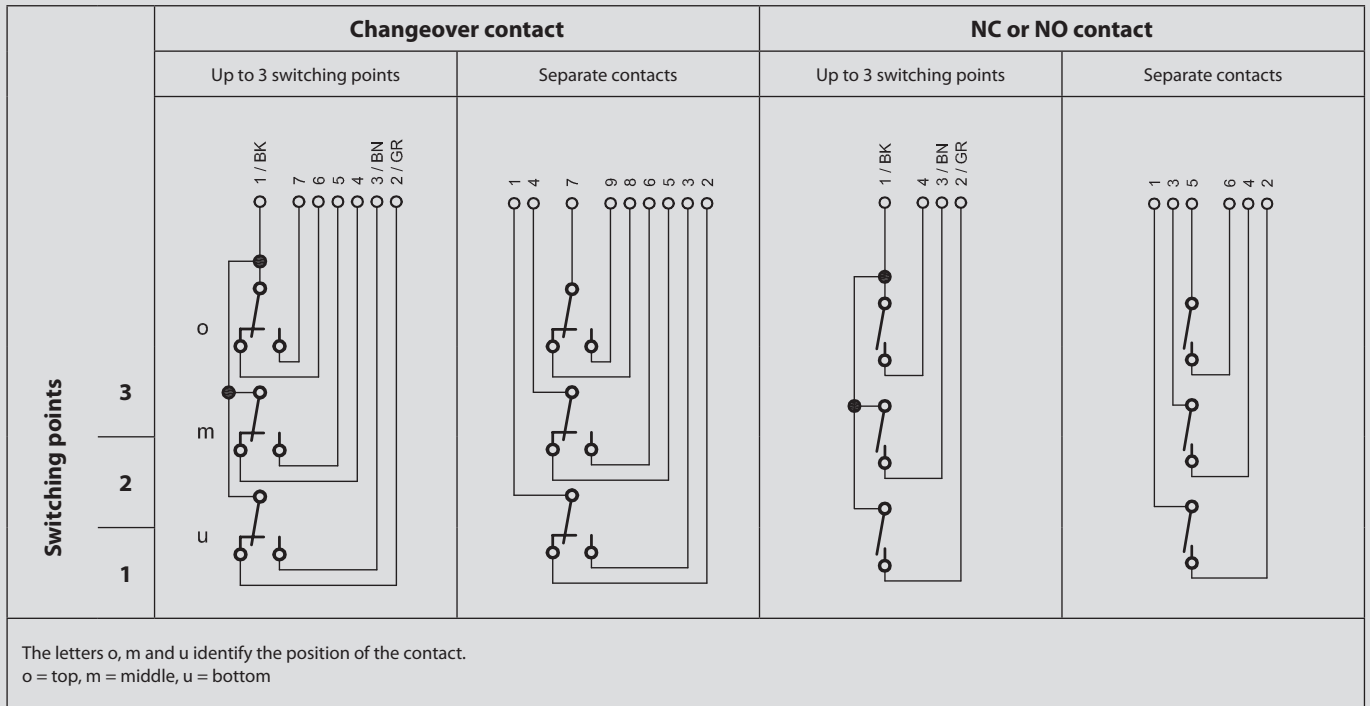 Changeover contact
NC or NO contact
Up to 3 switching points
Separate contacts
Up to 3 switching points
Separate contacts
1 / BK
7
6
5
4
3 / BN
2 / GR
1
4
7
9
8
6
5
3
2
1 / BK
4
3 / BN
2 / GR
1
3
5
6
4
2
o
m
u
Switching points
3
2
1
The letters o, m and u identify the position of the contact.
o = top, m = middle, u = bottom